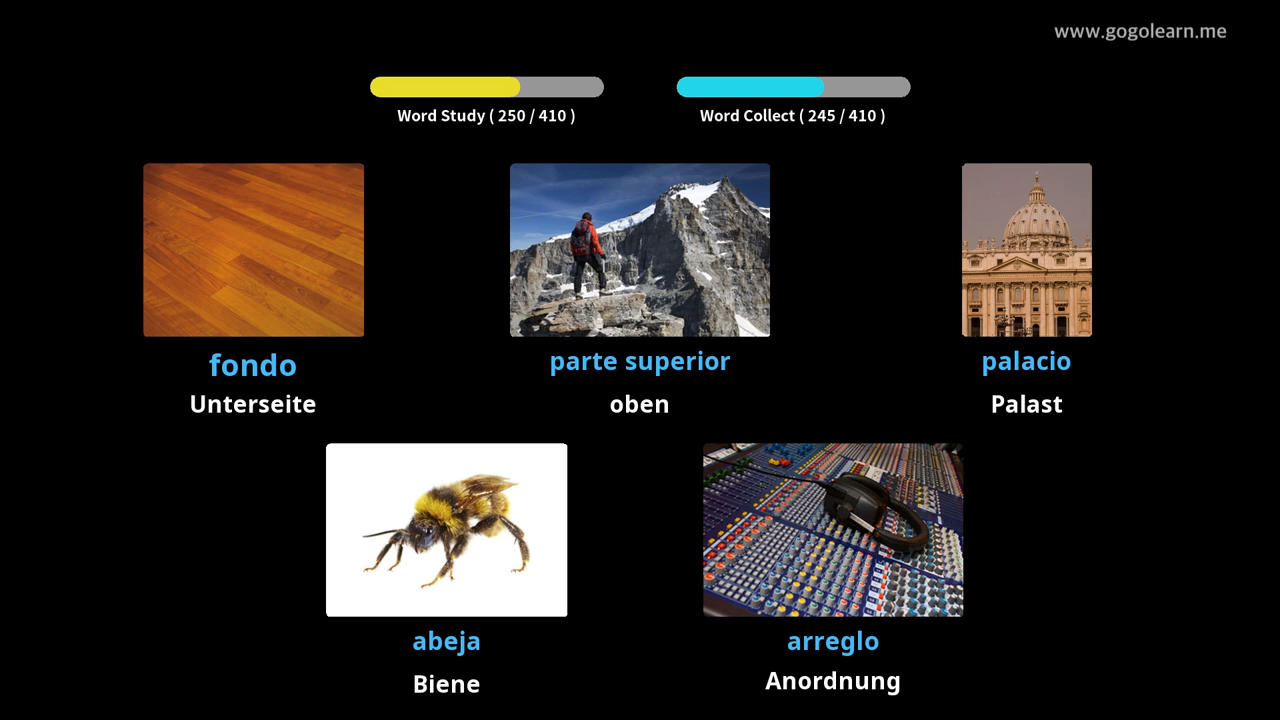 www.gogolearn.me
Word Study ( 250 / 410 )
Word Collect ( 245 / 410 )
fondo
Unterseite
parte superior
oben
palacio
Palast
abeja
Biene
arreglo
Anordnung